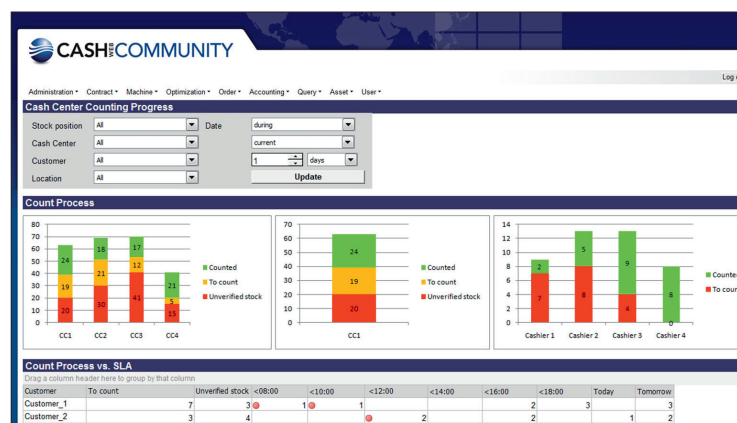 CASH WEB COMMUNITY
Log
Administration Contract Machine Optimization Order Accounting Query Asset User
Cash Center Counting Progress
Stock position All Date during
Cash Center All current
Customer All 1 days
Location All Update
Count Process
80
70
60
50
40
30
20
10
0
24 18 17
19 21 12 21
20 30 41 5
15
CC1 CC2 CC3 CC4
Counted
To count
Unverified stock
70
60
50
40
30
20
10
0
24
19
20
CC1
Counted
To count
Unverified stock
14
12
10
8
6
4
2
0
2 5 9 8
7 8 4 0
Cashier 1 Cashier 2 Cashier 3 Cashier 4
Counte
To coun
Count Process vs. SLA
Drag a column header here to group by that column
Customer To count Unverified stock <08:00 <10:00 <12:00 <14:00 <16:00 <18:00 Today Tomorrow
Customer_1 7 3 1 1 2 3 3
Customer_2 3 4 2 2 1 2